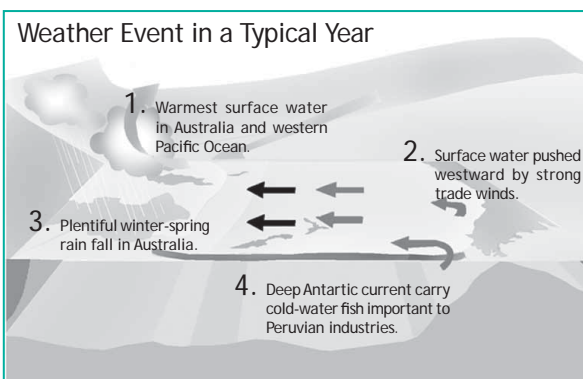 Weather Event in a Typical Year
1. Warmest surface water
in Australia and western
Pacific Ocean.
2. Surface water pushed
westward by strong
trade winds.
3. Plentiful winter-spring
rain fall in Australia.
4. Deep Antartic current carry
cold-water fish important to
Peruvian industries.